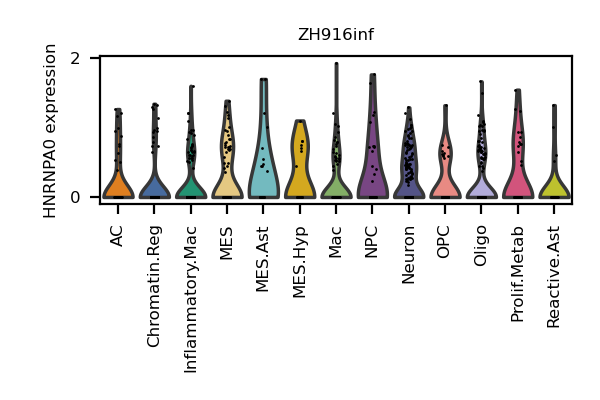 ZH916inf
HNRNPA0 expression
2
0
AC
Chromatin.Reg
Inflammatory.Mac
MES
MES.Ast
MES.Hyp
Mac
NPC
Neuron
OPC
Oligo
Prolif.Metab
Reactive.Ast